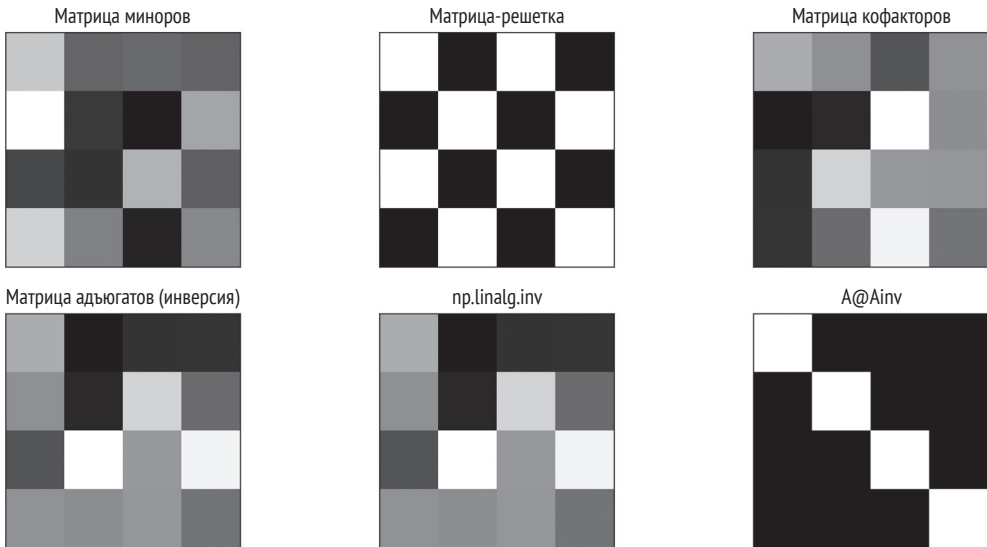 Матрица миноров
Матрица-решетка
Матрица кофакторов
Матрица адъюгатов (инверсия)
np.linalg.inv
A@Ainv